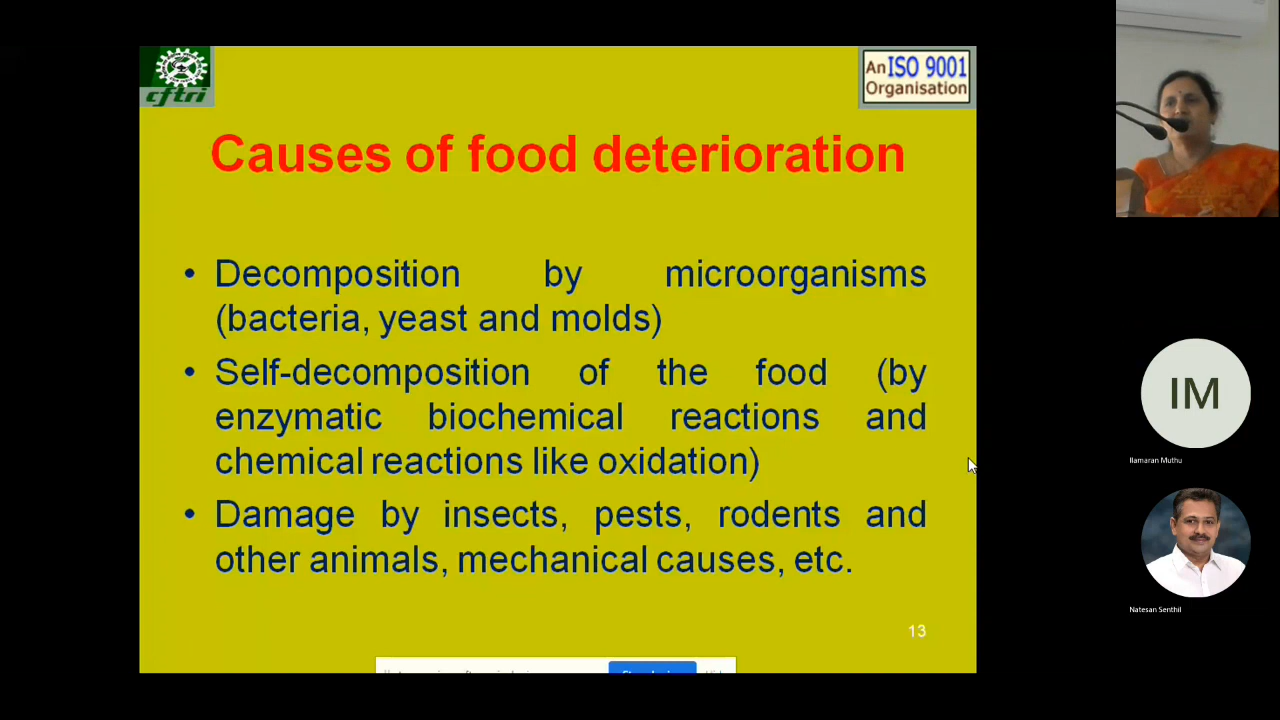 cftri
An ISO 9001
Organisation
Causes of food deterioration
• Decomposition by microorganisms
(bacteria, yeast and molds)
• Self-decomposition of the food (by
enzymatic biochemical reactions and
chemical reactions like oxidation)
• Damage by insects, pests, rodents and
other animals, mechanical causes, etc.
13
IM
Ilamaran Muthu
Natesan Senthil